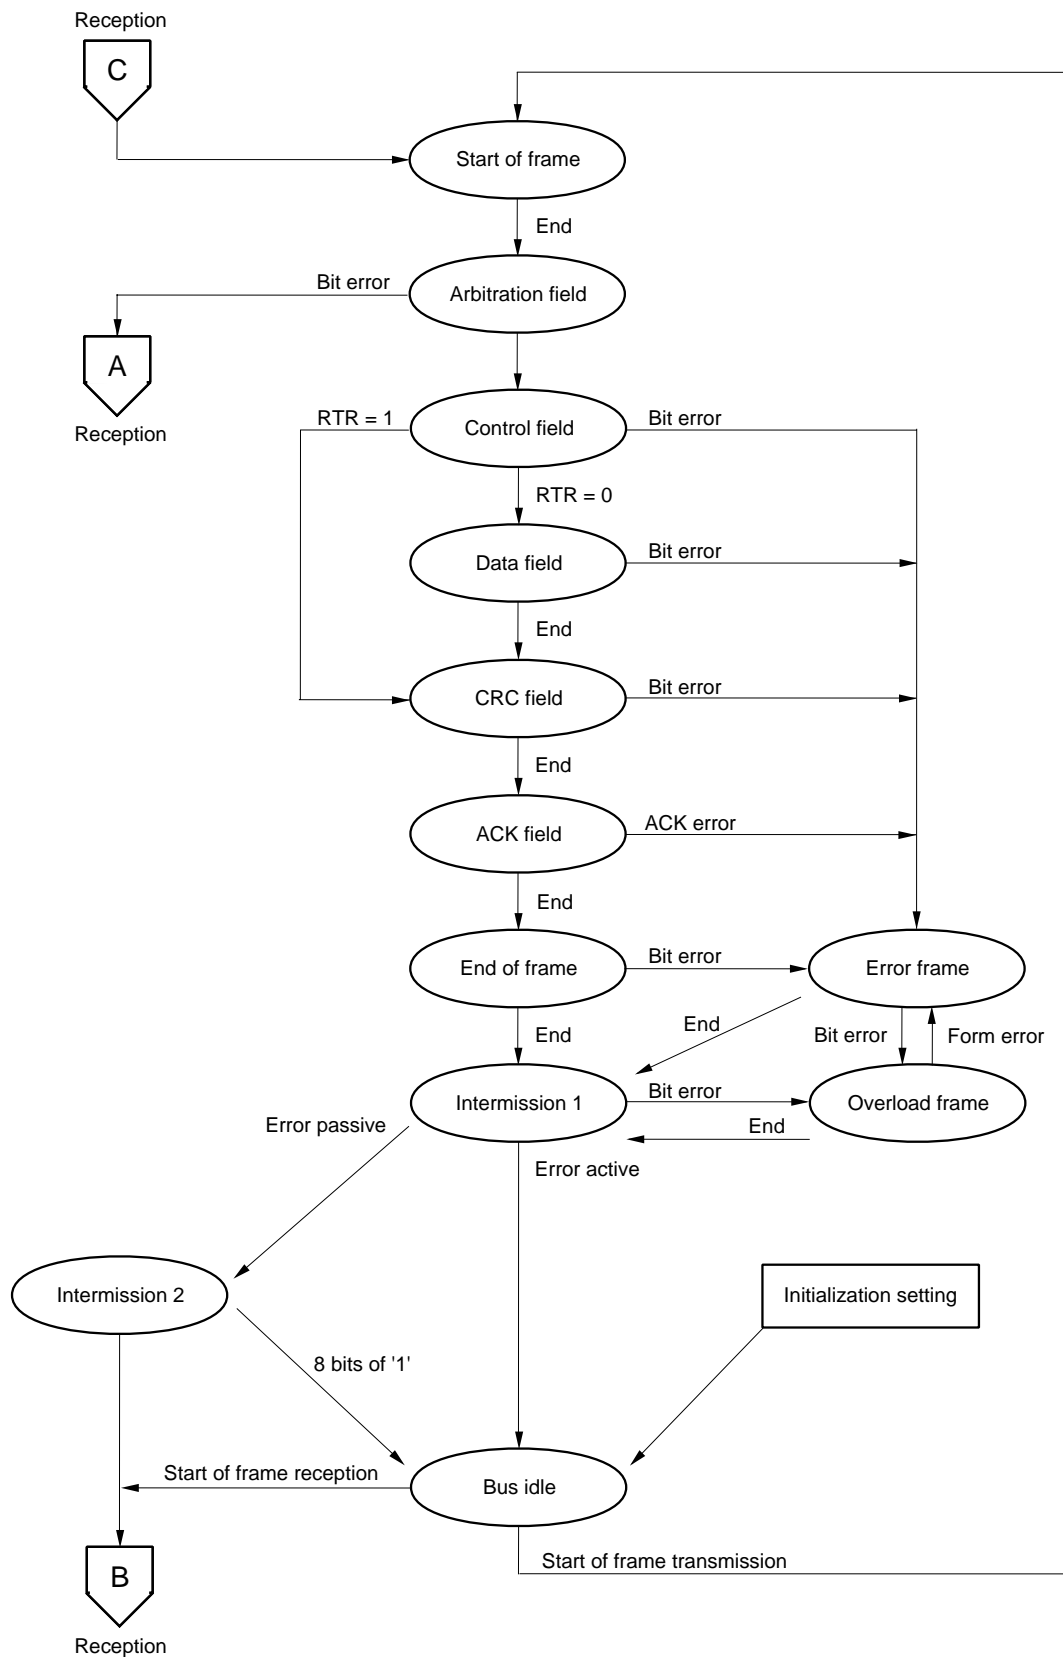 Reception
C
Start of frame
End
Bit error
Arbitration field
A
Reception
RTR = 1
Control field
Bit error
RTR = 0
Data field
Bit error
End
CRC field
Bit error
End
ACK field
ACK error
End
End of frame
Bit error
Error frame
End
End
Bit error
Form error
Intermission 1
Bit error
Overload frame
Error passive
End
Error active
Intermission 2
Initialization setting
8 bits of '1'
Start of frame reception
Bus idle
B
Start of frame transmission
Reception